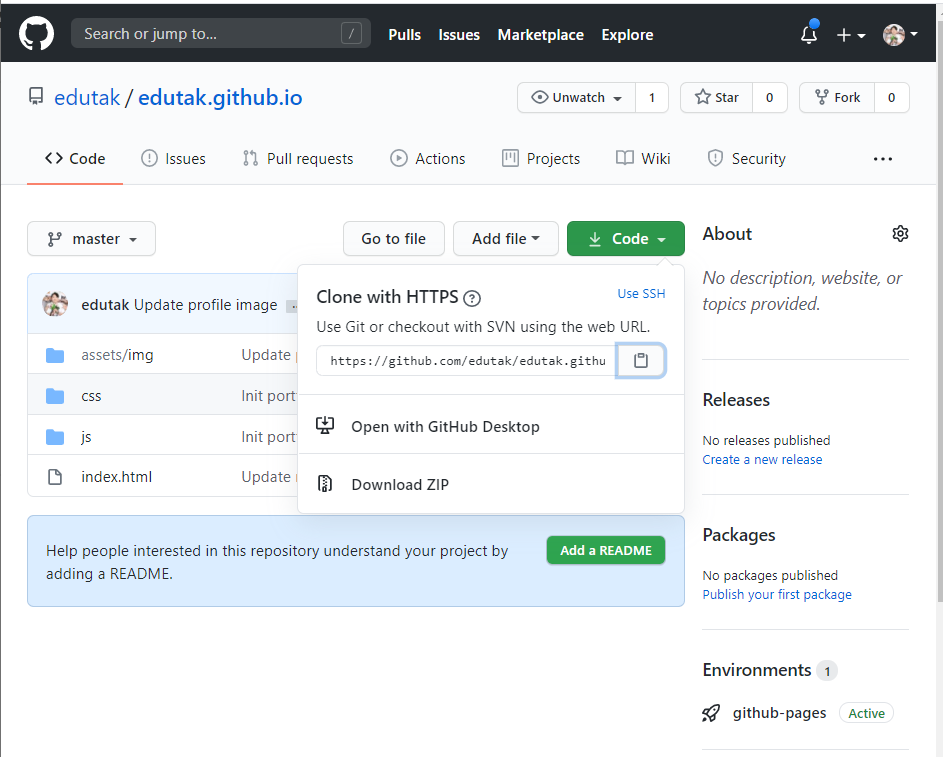 Search or jump to... /
Pulls Issues Marketplace Explore
edutak / edutak.github.io
Unwatch 1 Star 0 Fork 0
Code Issues Pull requests Actions Projects Wiki Security
master Go to file Add file Code
About
No description, website, or
topics provided.
edutak Update profile image
assets/img Update
css Init port
js Init port
index.html Update
Clone with HTTPS ? Use SSH
Use Git or checkout with SVN using the web URL.
https://github.com/edutak/edutak.githu
Open with GitHub Desktop
Download ZIP
Help people interested in this repository understand your project by
adding a README.
Add a README
Releases
No releases published
Create a new release
Packages
No packages published
Publish your first package
Environments 1
github-pages Active